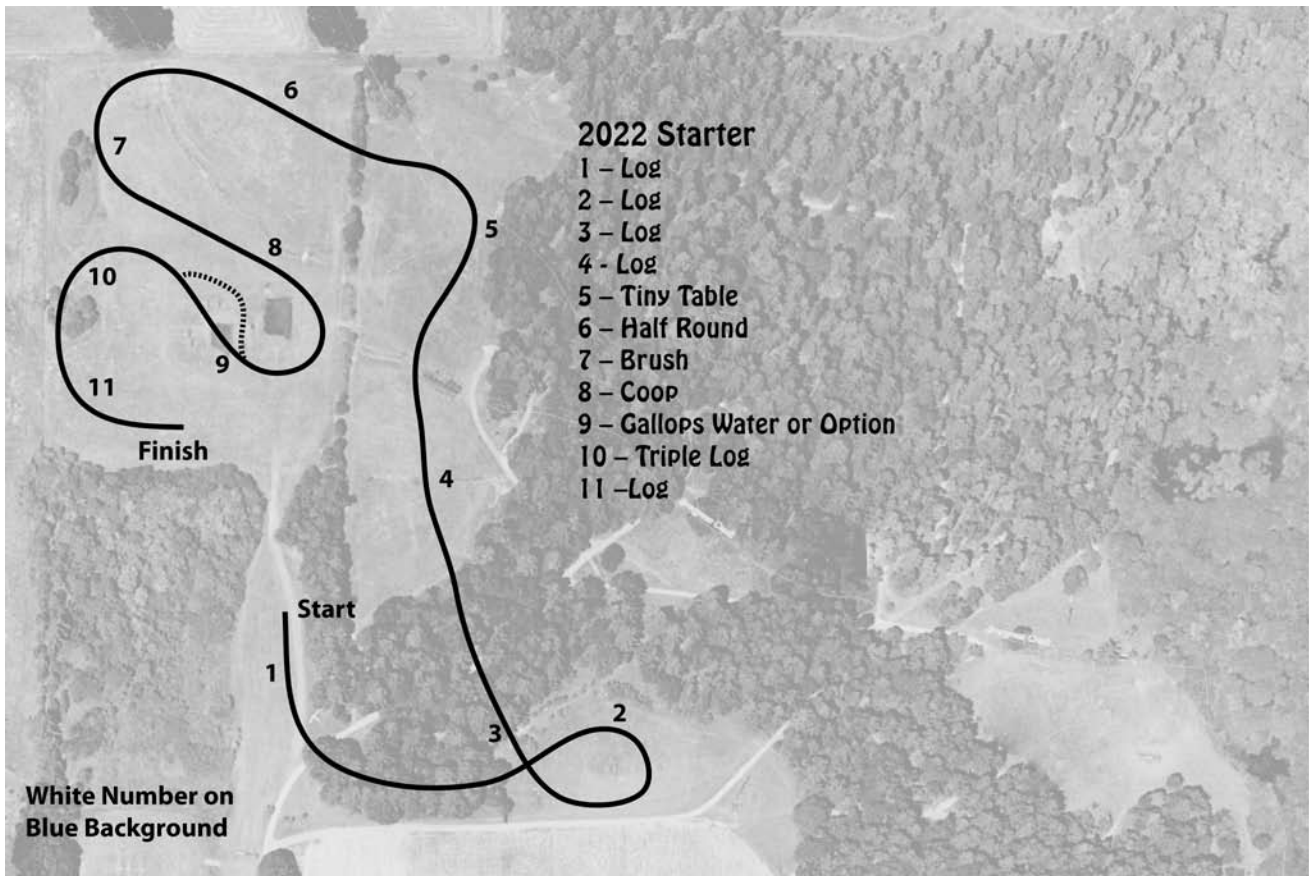 2022 Starter
1 – Log
2 – Log
3 – Log
4 - Log
5 – Tiny Table
6 – Half Round
7 – Brush
8 – Coop
9 – Gallops Water or Option
10 – Triple Log
11 –Log
6
7
5
8
10
9
11
Finish
4
Start
1
2
3
White Number on
Blue Background